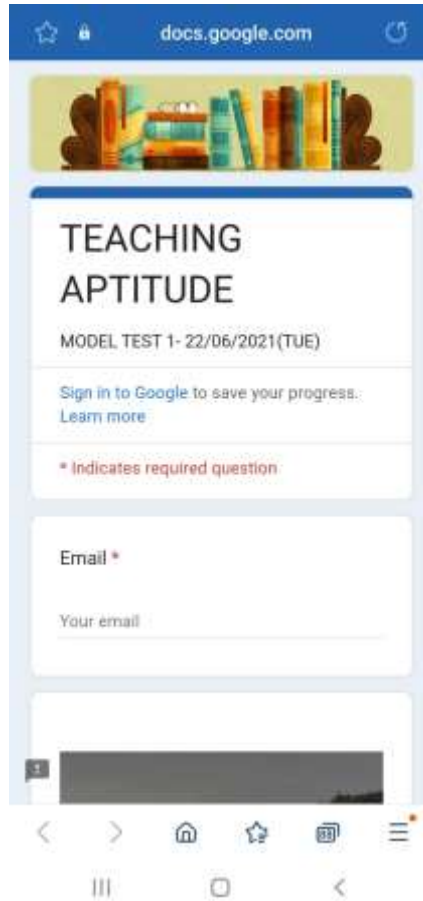 docs.google.com
TEACHING
APTITUDE
MODEL TEST 1- 22/06/2021(TUE)
Sign in to Google to save your progress.
Learn more
* Indicates required question
Email *
Your email